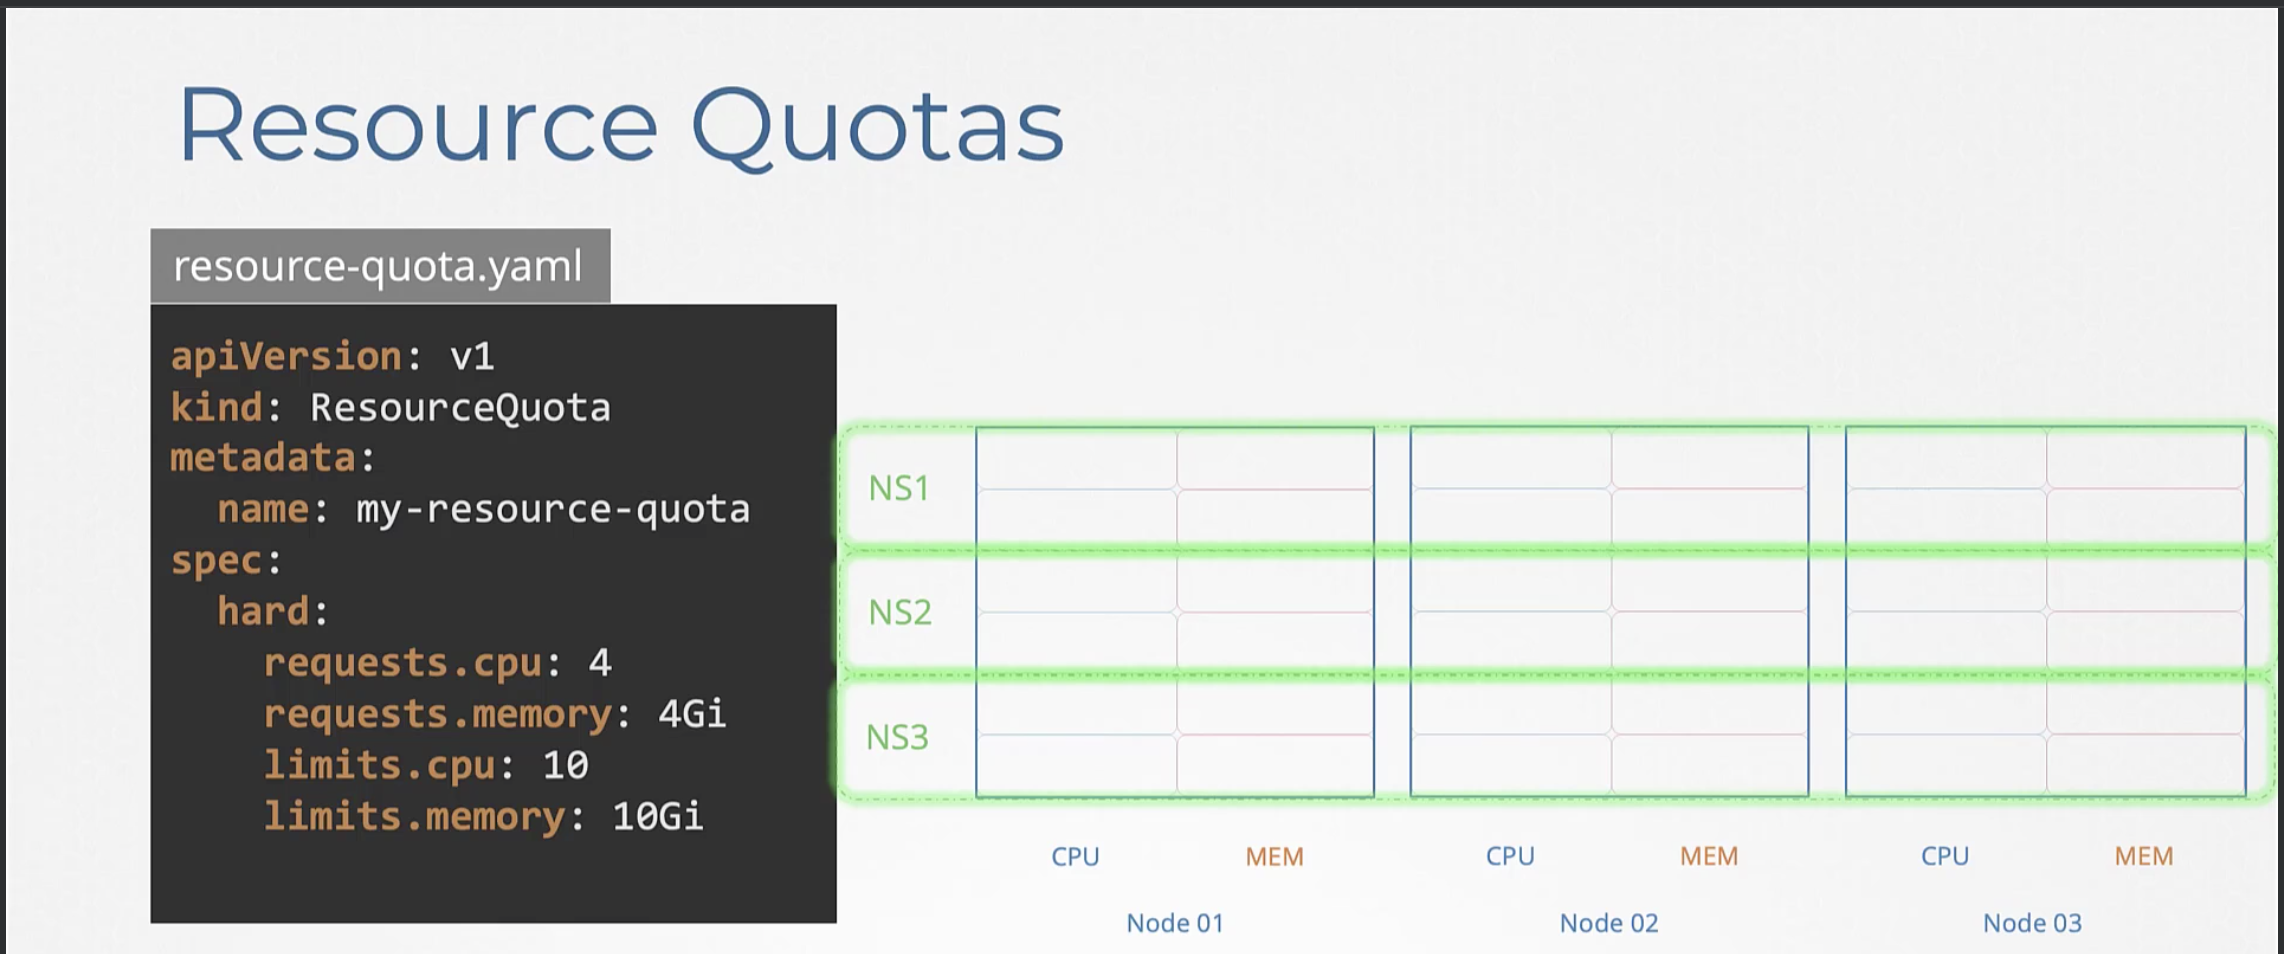 Resource Quotas
resource-quota.yaml
apiVersion: v1
kind: ResourceQuota
metadata:
  name: my-resource-quota
spec:
  hard:
    requests.cpu: 4
    requests.memory: 4Gi
    limits.cpu: 10
    limits.memory: 10Gi
NS1
NS2
NS3
CPU MEM CPU MEM CPU MEM
Node 01 Node 02 Node 03